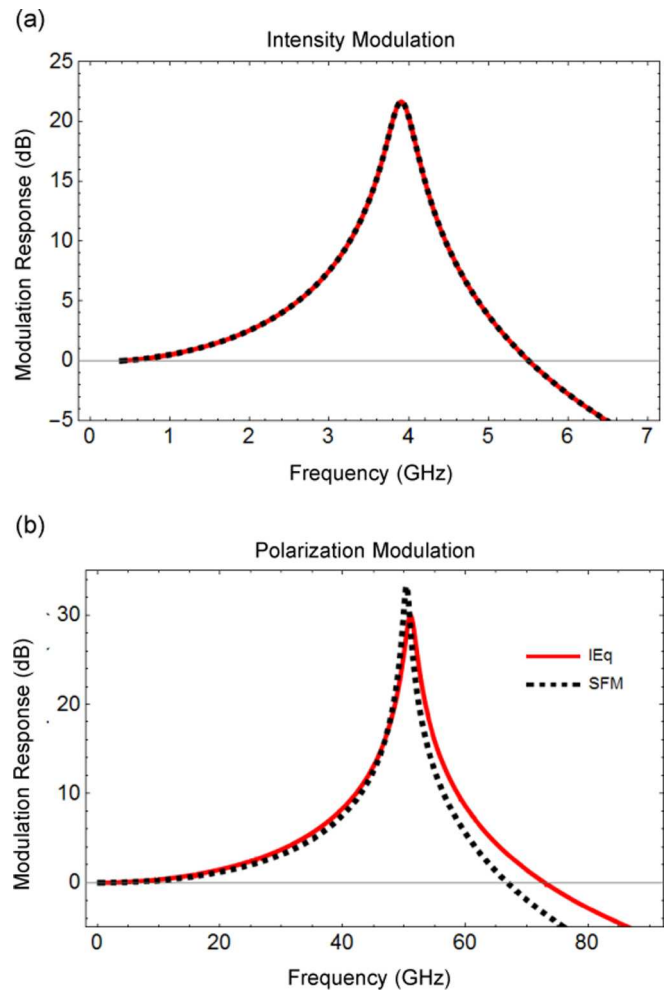 (a)
Intensity Modulation
25
20
15
10
5
0
−5
Modulation Response (dB)
0 1 2 3 4 5 6 7
Frequency (GHz)
(b)
Polarization Modulation
30
20
10
0
Modulation Response (dB)
IEq
SFM
0 20 40 60 80
Frequency (GHz)